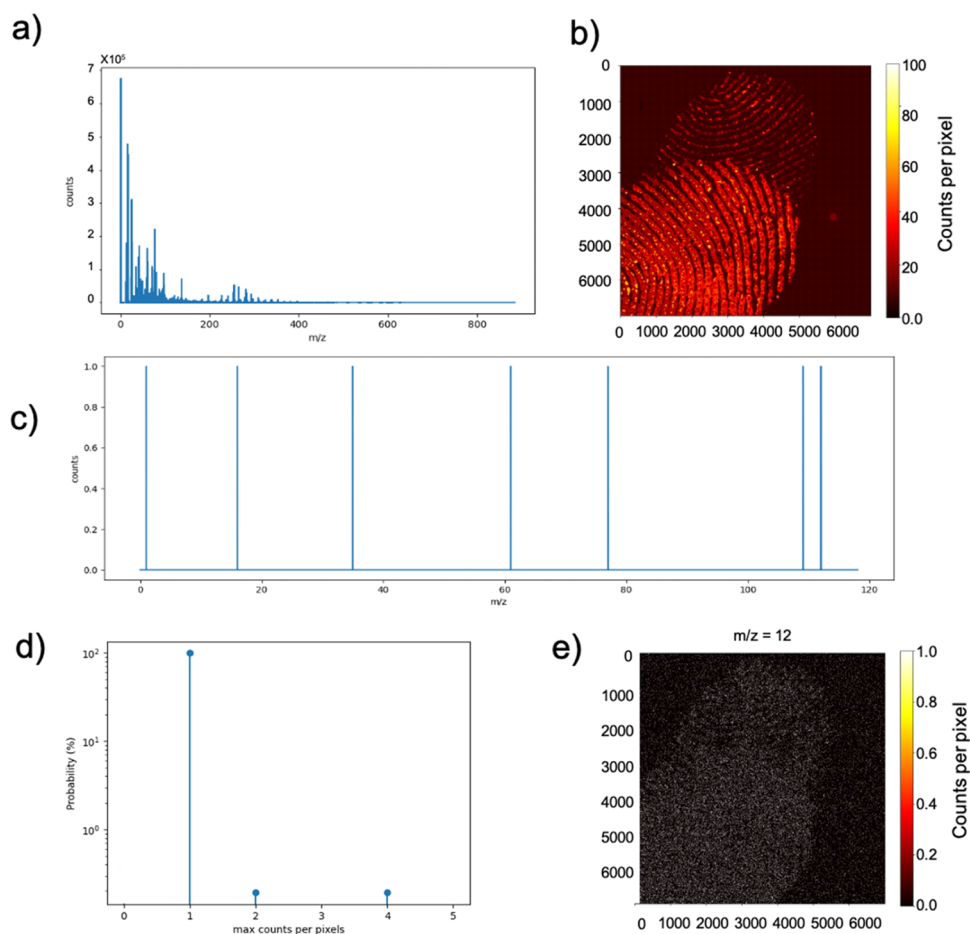 a)
X10⁵
7
6
5
4
3
2
1
0
counts
0 200 400 600 800
m/z
b)
0
1000
2000
3000
4000
5000
6000
0 1000 2000 3000 4000 5000 6000
100
80
60
40
20
0.0
Counts per pixel
c)
1.0
0.8
0.6
0.4
0.2
0.0
counts
0 20 40 60 80 100 120
m/z
d)
10²
10¹
10⁰
Probability (%)
0 1 2 3 4 5
max counts per pixels
e)
m/z = 12
0
1000
2000
3000
4000
5000
6000
0 1000 2000 3000 4000 5000 6000
1.0
0.8
0.6
0.4
0.2
0.0
Counts per pixel